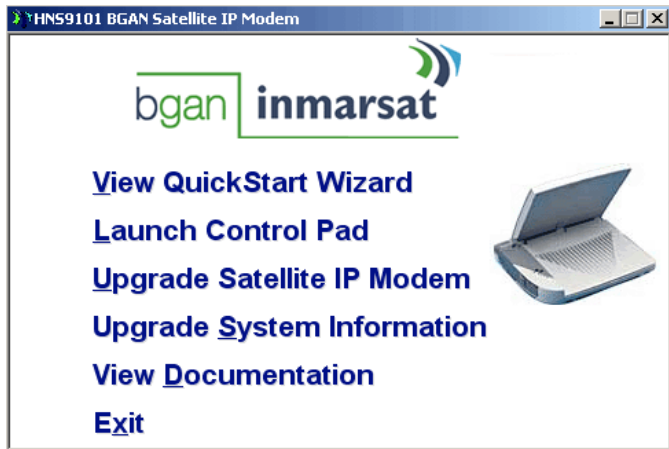 HNS9101 BGAN Satellite IP Modem
bgan inmarsat
View QuickStart Wizard
Launch Control Pad
Upgrade Satellite IP Modem
Upgrade System Information
View Documentation
Exit